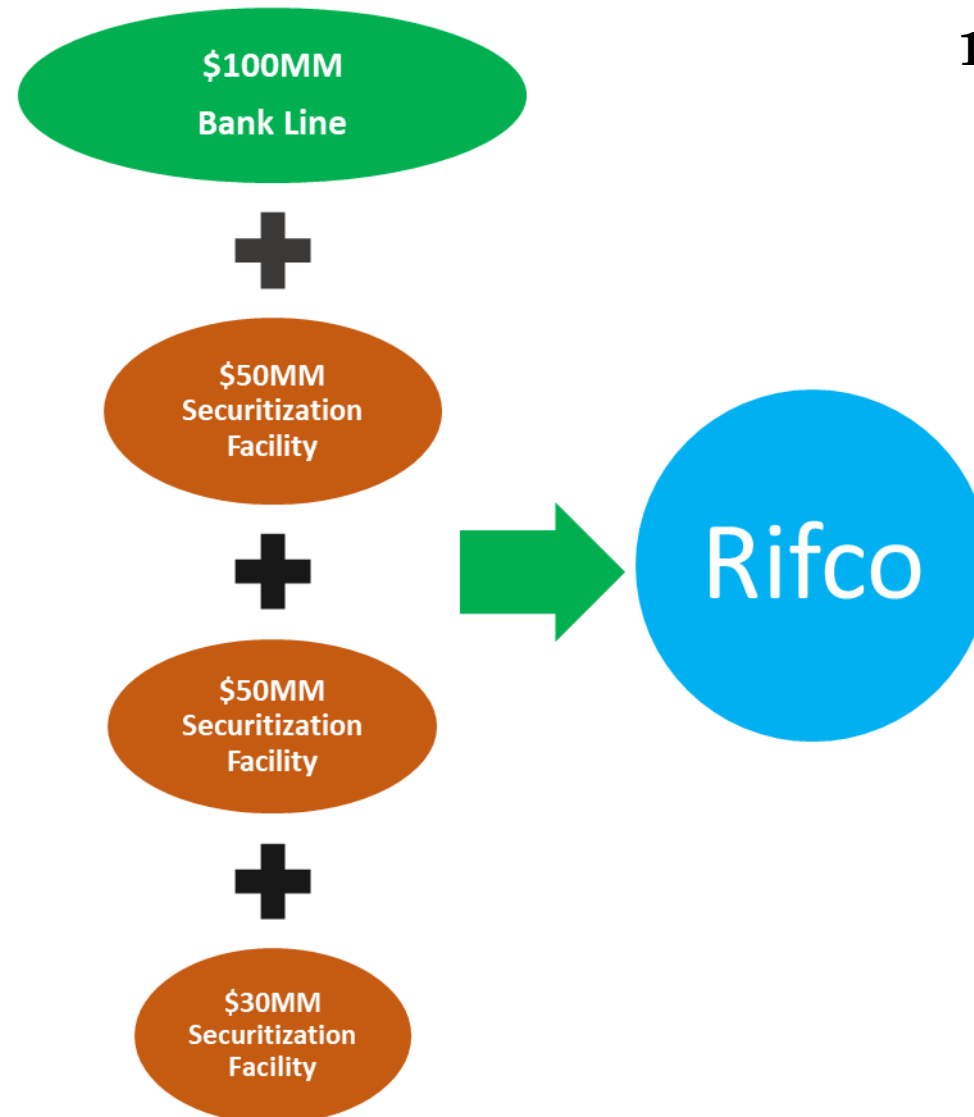 $100MM
Bank Line
$50MM
Securitization
Facility
$50MM
Securitization
Facility
$30MM
Securitization
Facility
Rifco